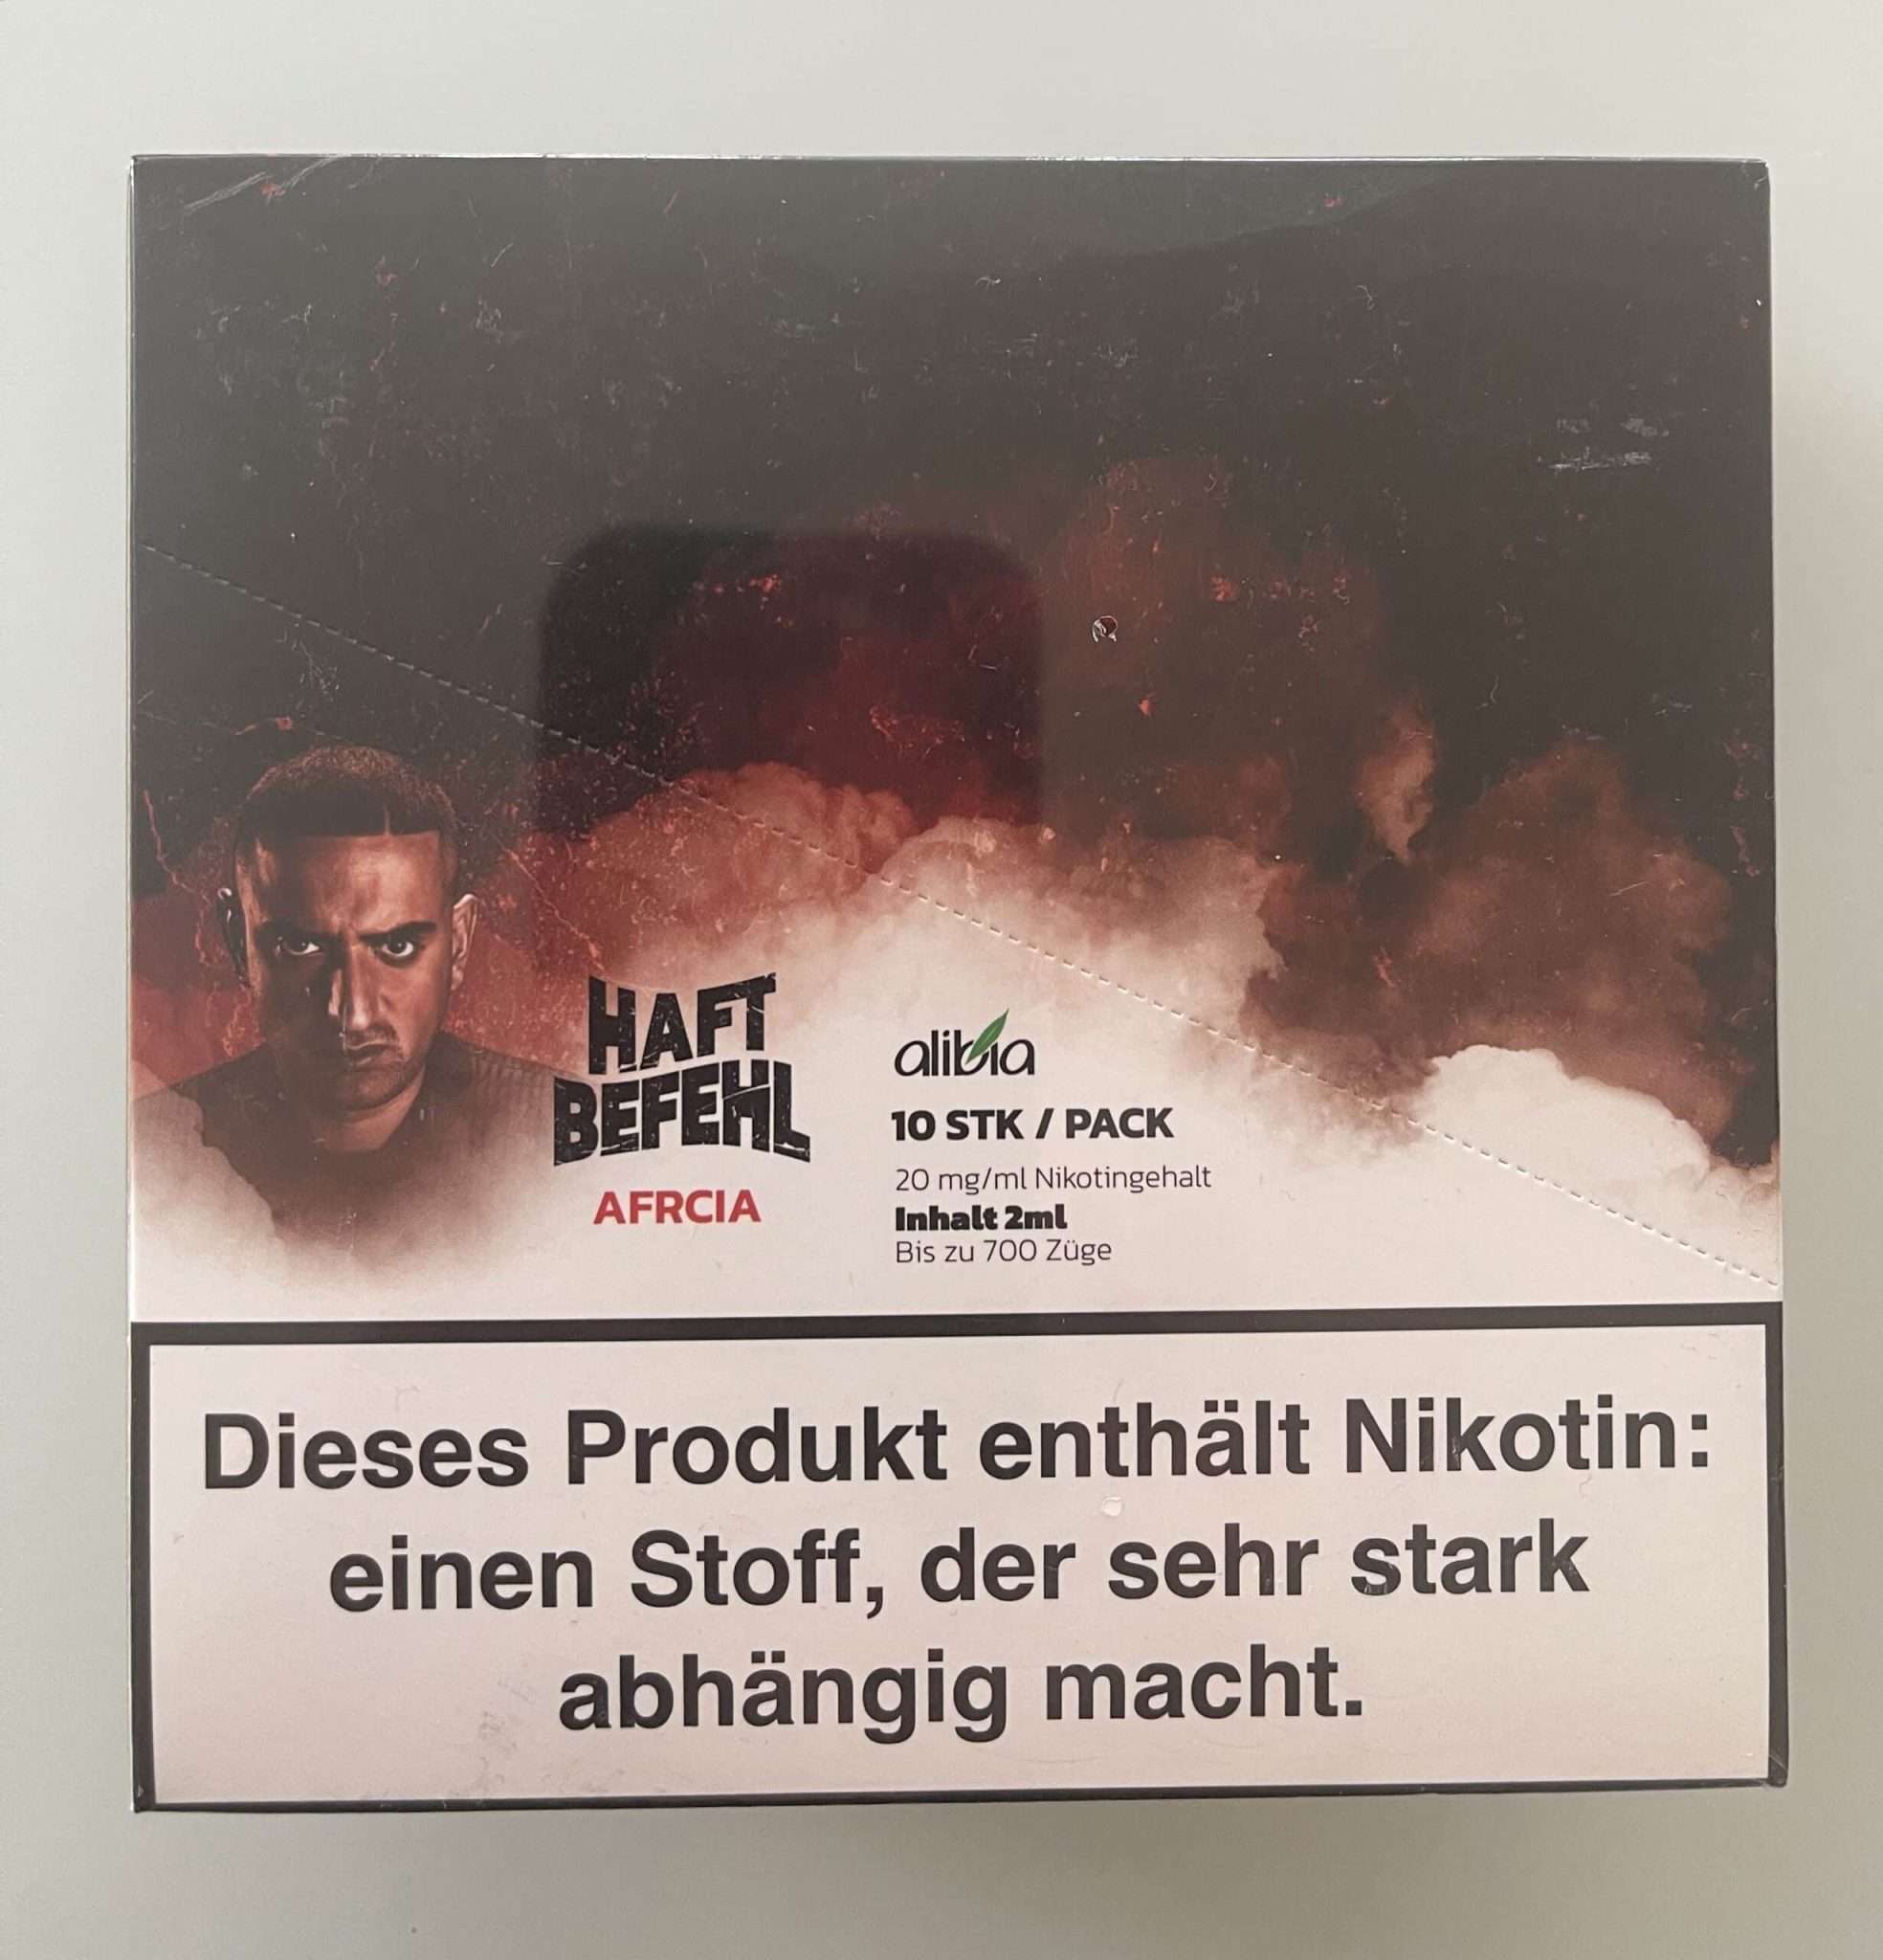 HAFT
BEFEHL
AFRCIA
alibia
10 STK / PACK
20 mg/ml Nikotingehalt
Inhalt 2ml
Bis zu 700 Züge
Dieses Produkt enthält Nikotin:
einen Stoff, der sehr stark
abhängig macht.